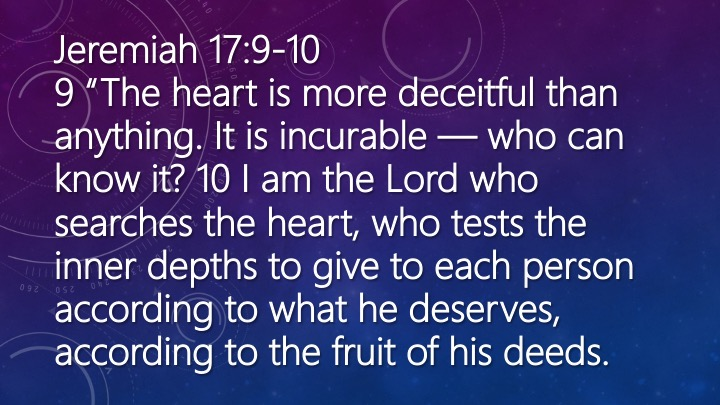 Jeremiah 17:9-10
9 “The heart is more deceitful than
anything. It is incurable — who can
know it? 10 I am the Lord who
searches the heart, who tests the
inner depths to give to each person
according to what he deserves,
according to the fruit of his deeds.